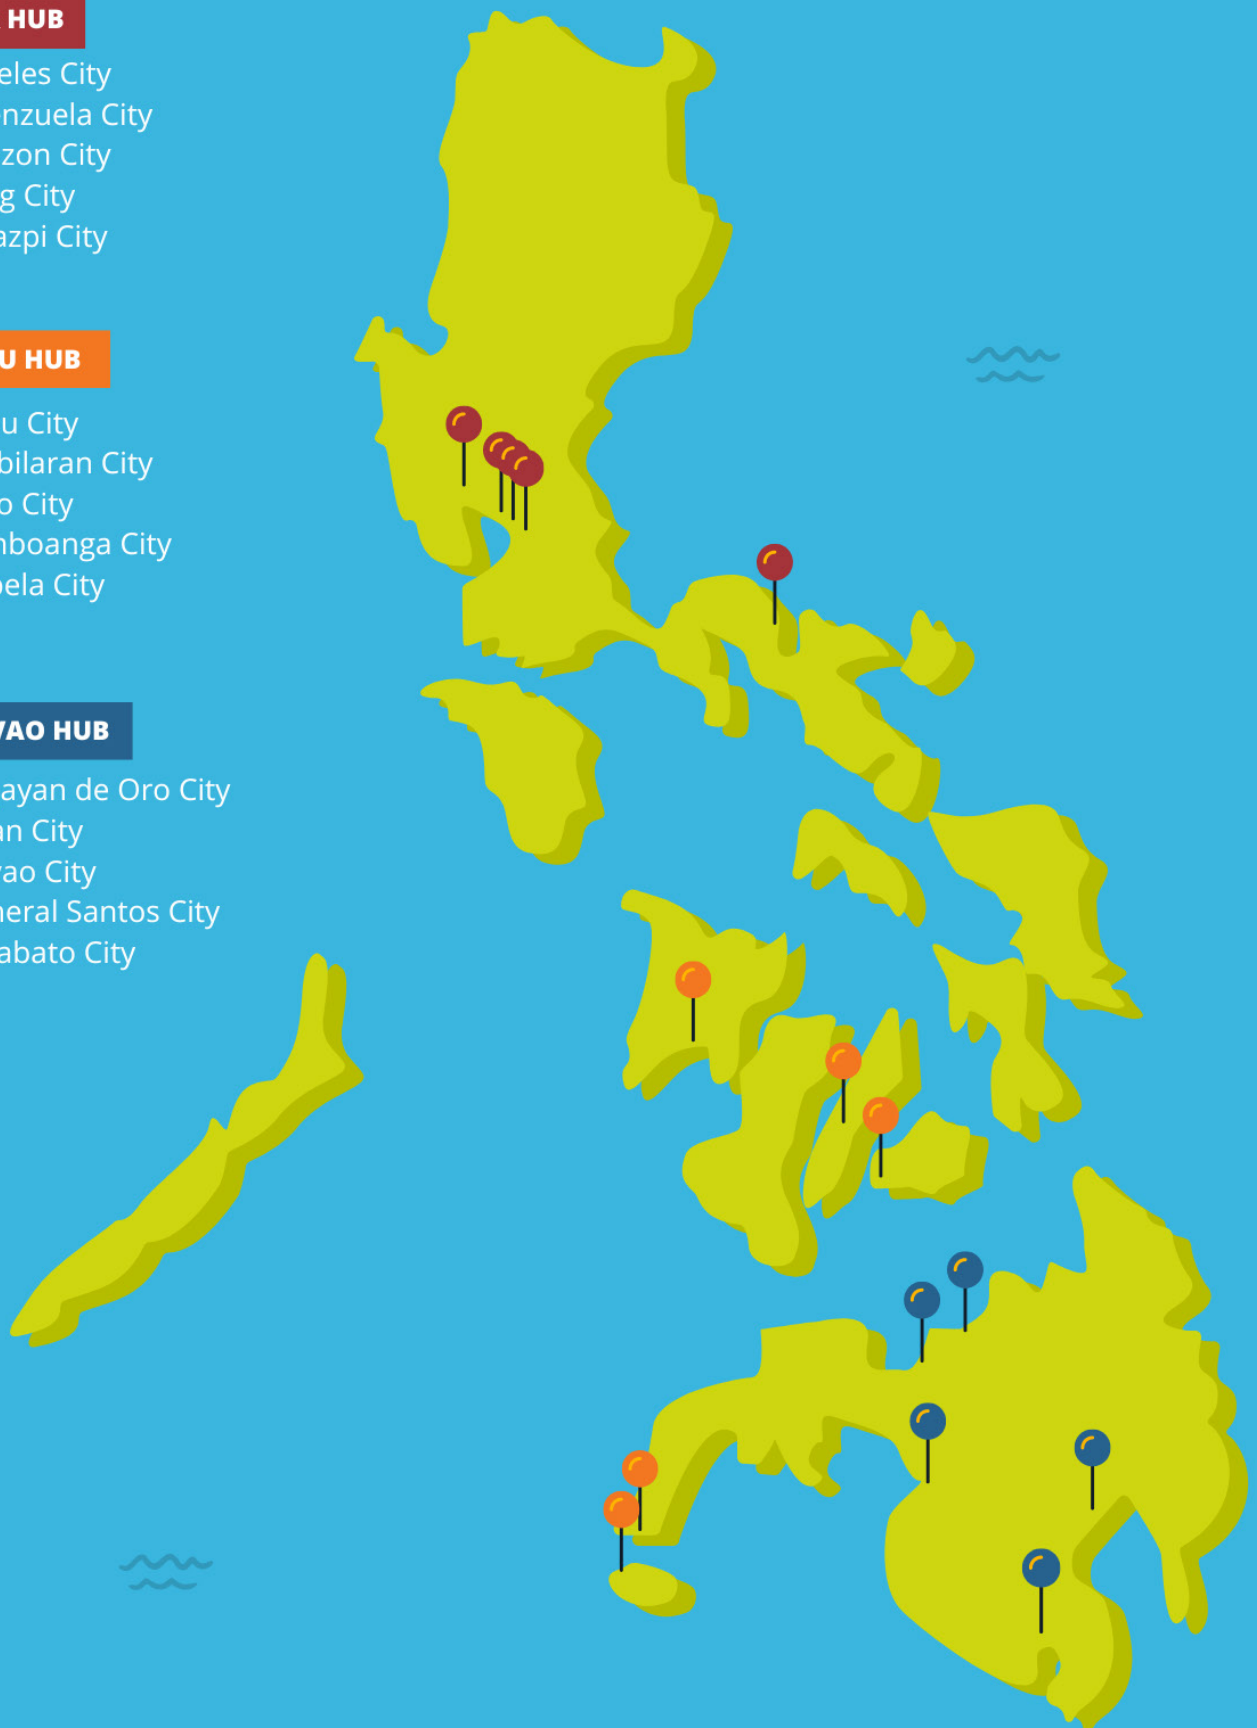 HUB
eles City
nzuela City
zon City
g City
azpi City
U HUB
u City
bilaran City
o City
nboanga City
pela City
VAO HUB
ayan de Oro City
an City
vao City
neral Santos City
abato City